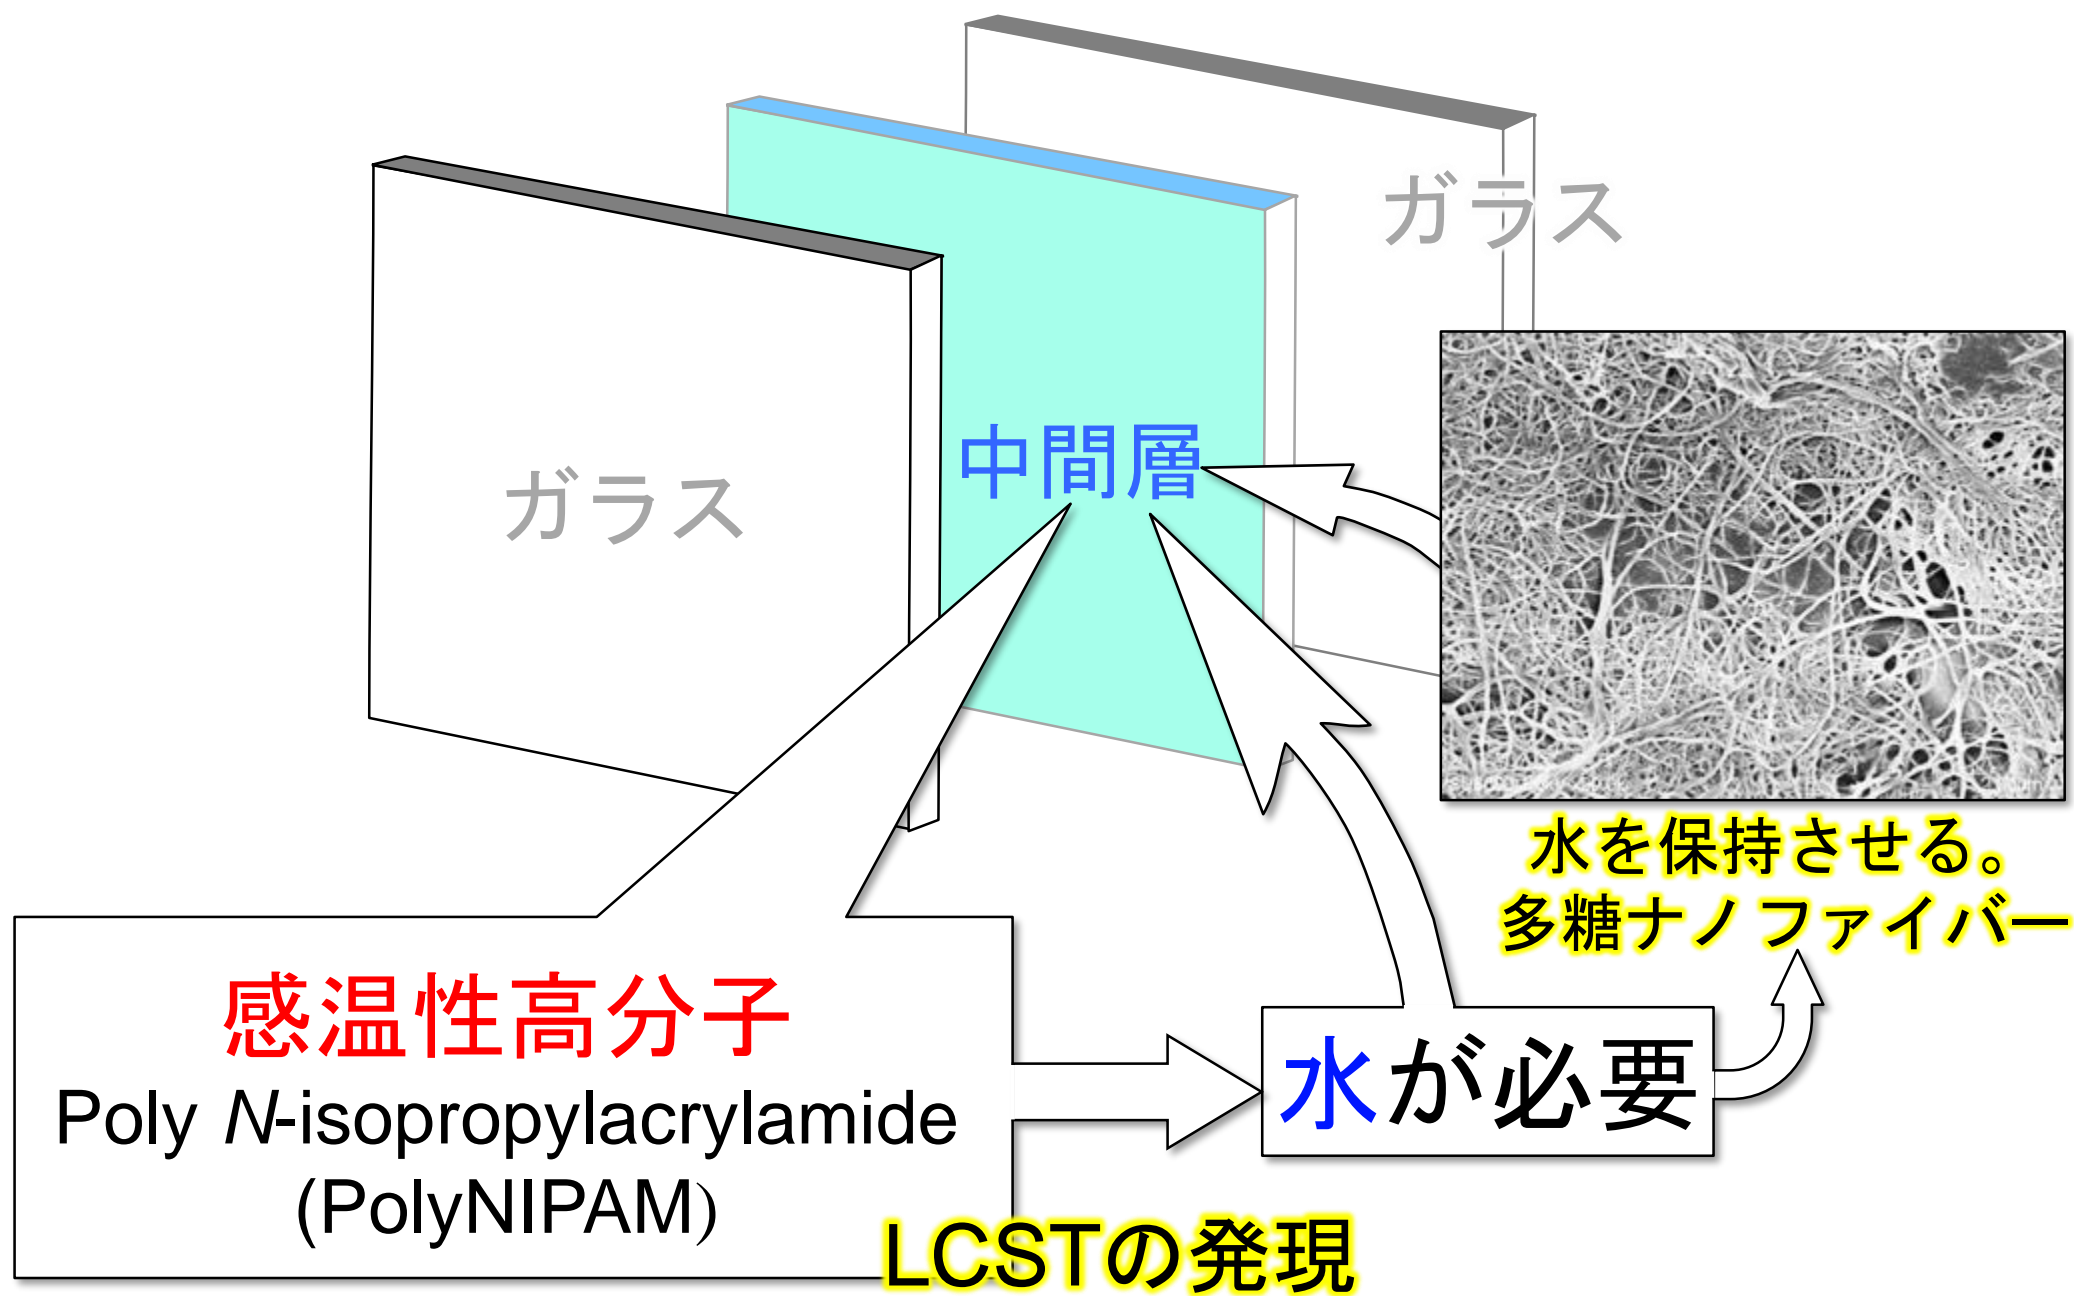 ガラス
ガラス
中間層
水を保持させる。
多糖ナノファイバー
感温性高分子
Poly N-isopropylacrylamide
(PolyNIPAM)
水が必要
LCSTの発現